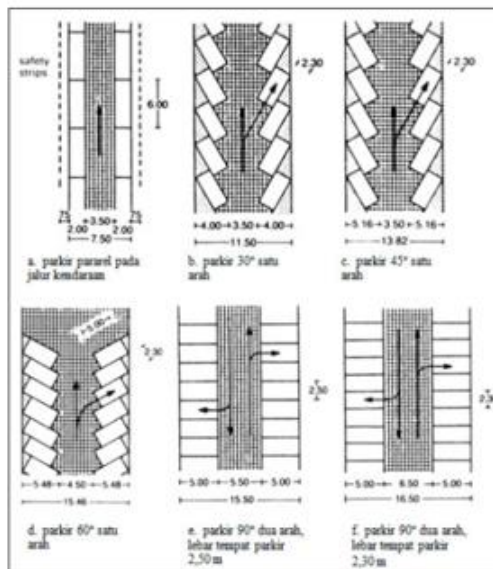 safety
strips
6.00
75
75
3.50
2.00
2.00
7.50
a. parkir pararel pada
jalur kendaraan
2,30
4.00
3.50
4.00
11.50
b. parkir 30° satu
arah
2,30
5.16
3.50
5.16
13.82
c. parkir 45° satu
arah
5.00
2,30
5.48
4.50
5.48
15.46
d. parkir 60° satu
arah
5.00
5.50
5.00
15.50
e. parkir 90° dua arah,
lebar tempat parkir
2,50 m
5.00
6.50
5.00
16.50
f. parkir 90° dua arah,
lebar tempat parkir
2,30 m